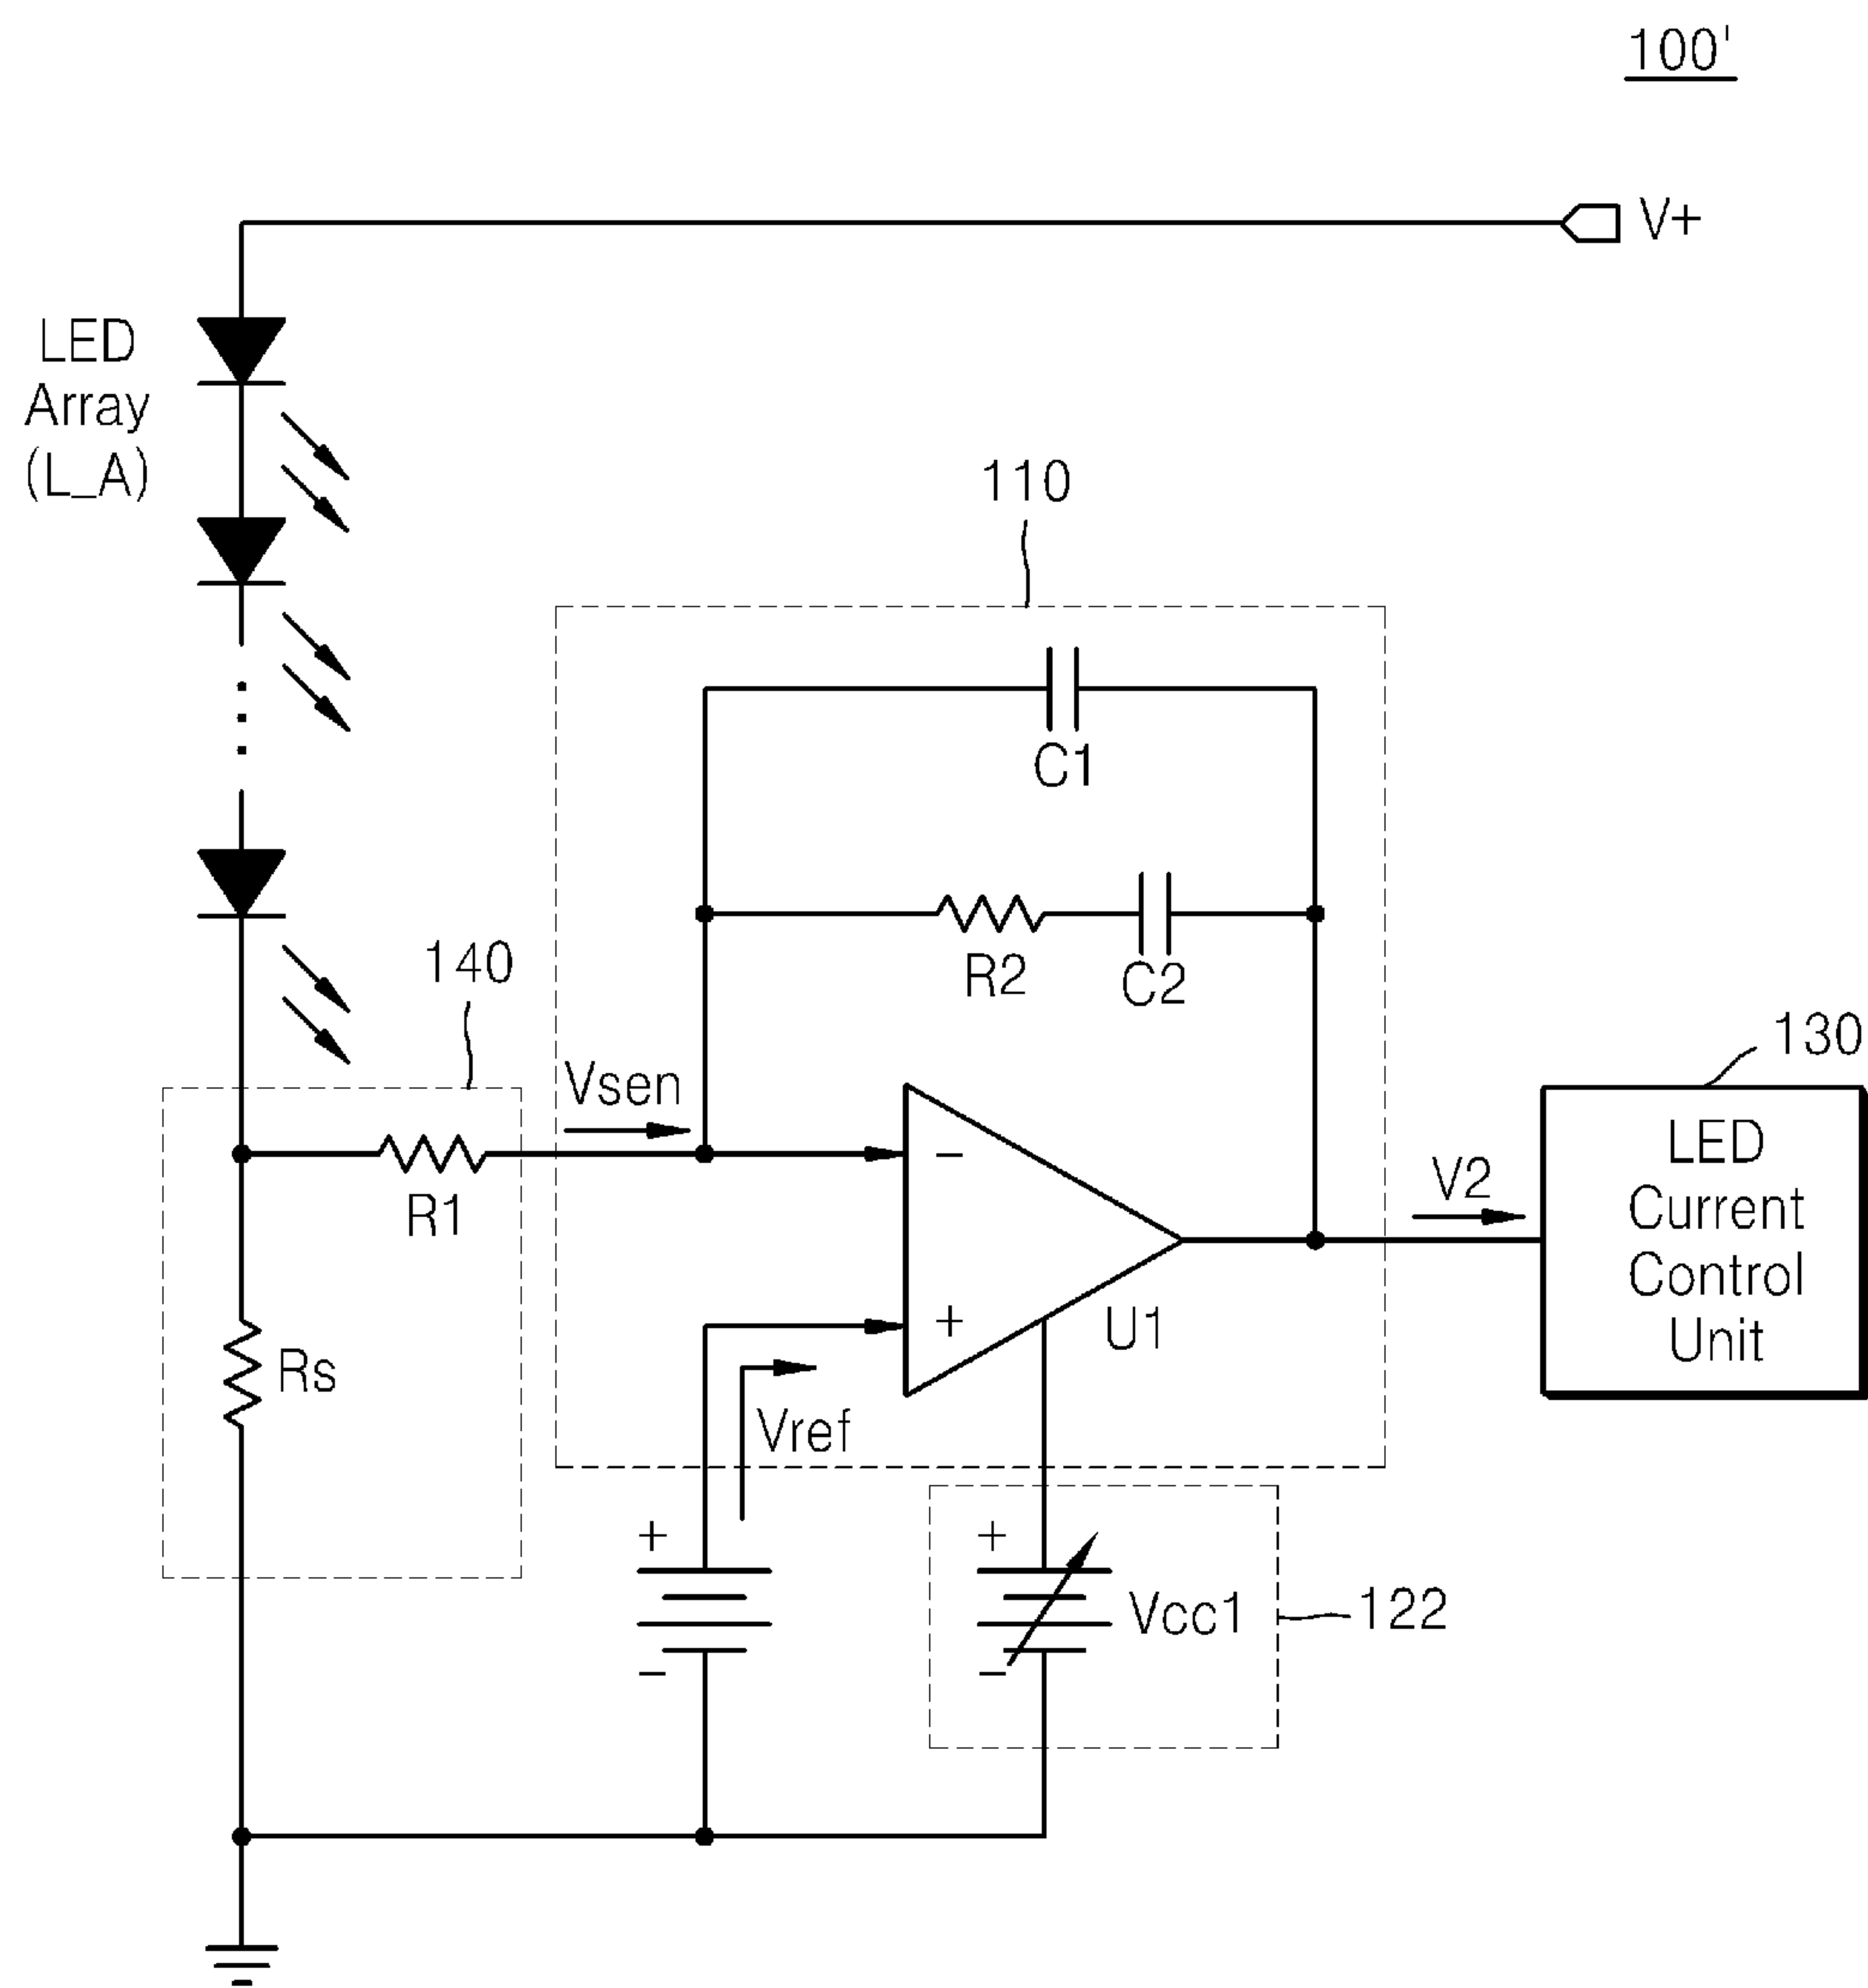 100'
V+
LED
Array
(L_A)
110
C1
R2
C2
140
130
Vsen
LED
Current
Control
Unit
V2
R1
−
+
U1
Rs
Vref
+
+
Vcc1
122
−
−